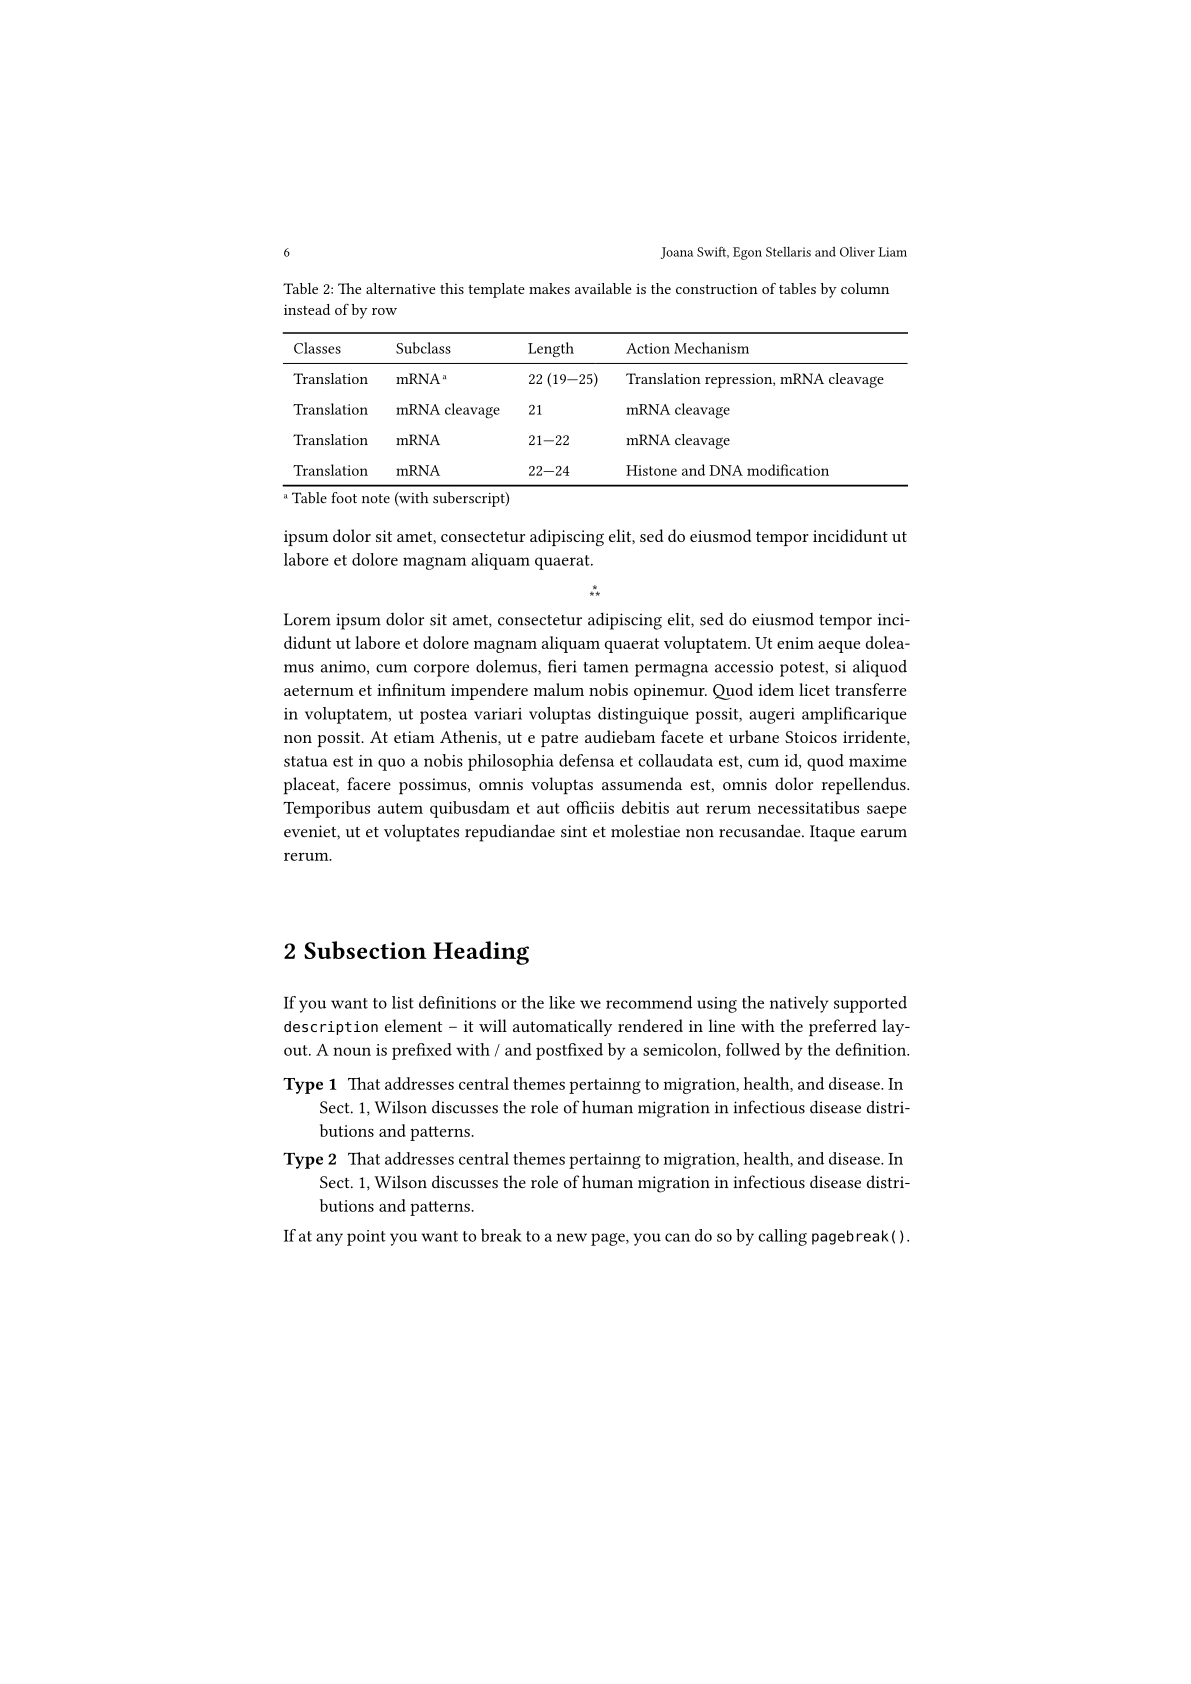 6 Joana Swift, Egon Stellaris and Oliver Liam
Table 2: The alternative this template makes available is the construction of tables by column
instead of by row
Classes Subclass Length Action Mechanism
Translation mRNA ᵃ 22 (19—25) Translation repression, mRNA cleavage
Translation mRNA cleavage 21 mRNA cleavage
Translation mRNA 21—22 mRNA cleavage
Translation mRNA 22—24 Histone and DNA modification
ᵃ Table foot note (with suberscript)
ipsum dolor sit amet, consectetur adipiscing elit, sed do eiusmod tempor incididunt ut
labore et dolore magnam aliquam quaerat.
⁂
Lorem ipsum dolor sit amet, consectetur adipiscing elit, sed do eiusmod tempor inci-
didunt ut labore et dolore magnam aliquam quaerat voluptatem. Ut enim aeque dolea-
mus animo, cum corpore dolemus, fieri tamen permagna accessio potest, si aliquod
aeternum et infinitum impendere malum nobis opinemur. Quod idem licet transferre
in voluptatem, ut postea variari voluptas distinguique possit, augeri amplificarique
non possit. At etiam Athenis, ut e patre audiebam facete et urbane Stoicos irridente,
statua est in quo a nobis philosophia defensa et collaudata est, cum id, quod maxime
placeat, facere possimus, omnis voluptas assumenda est, omnis dolor repellendus.
Temporibus autem quibusdam et aut officiis debitis aut rerum necessitatibus saepe
eveniet, ut et voluptates repudiandae sint et molestiae non recusandae. Itaque earum
rerum.
2 Subsection Heading
If you want to list definitions or the like we recommend using the natively supported
description element – it will automatically rendered in line with the preferred lay-
out. A noun is prefixed with / and postfixed by a semicolon, follwed by the definition.
Type 1 That addresses central themes pertainng to migration, health, and disease. In
Sect. 1, Wilson discusses the role of human migration in infectious disease distri-
butions and patterns.
Type 2 That addresses central themes pertainng to migration, health, and disease. In
Sect. 1, Wilson discusses the role of human migration in infectious disease distri-
butions and patterns.
If at any point you want to break to a new page, you can do so by calling pagebreak().